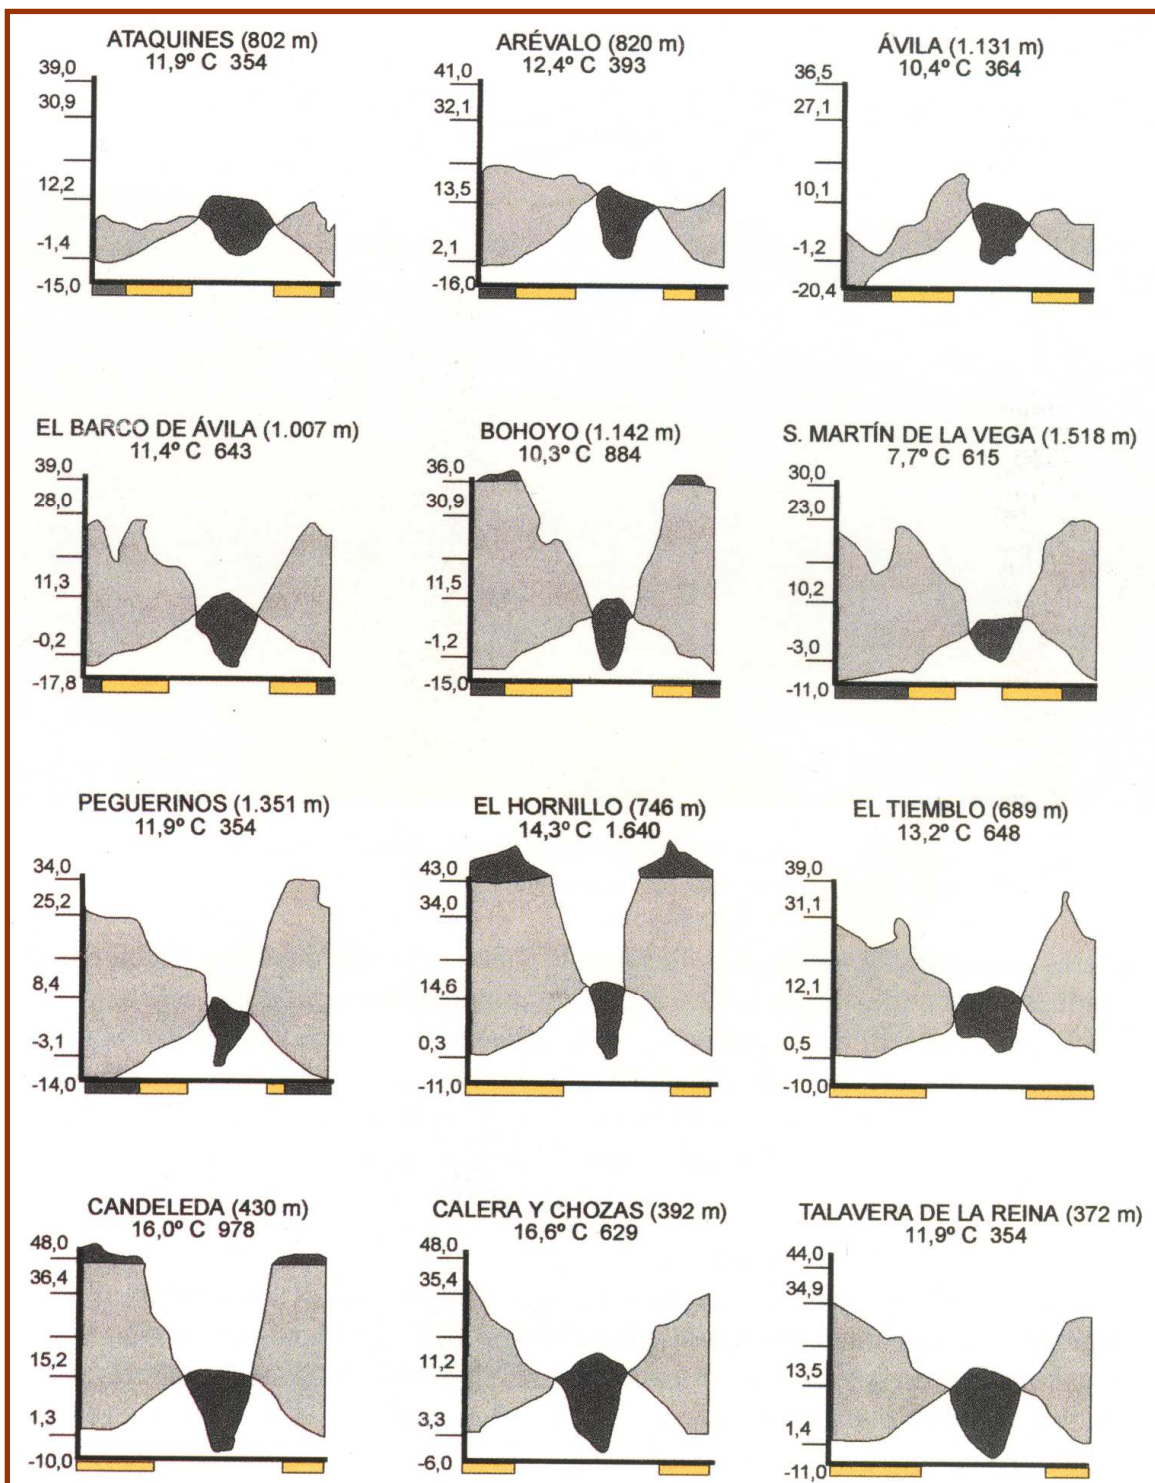 ATAQUINES (802 m)
11,9º C 354
39,0
30,9
12,2
-1,4
-15,0
ARÉVALO (820 m)
12,4º C 393
41,0
32,1
13,5
2,1
-16,0
ÁVILA (1.131 m)
10,4º C 364
36,5
27,1
10,1
-1,2
-20,4
EL BARCO DE ÁVILA (1.007 m)
11,4º C 643
39,0
28,0
11,3
-0,2
-17,8
BOHOYO (1.142 m)
10,3º C 884
36,0
30,9
11,5
-1,2
-15,0
S. MARTÍN DE LA VEGA (1.518 m)
7,7º C 615
30,0
23,0
10,2
-3,0
-11,0
PEGUERINOS (1.351 m)
11,9º C 354
34,0
25,2
8,4
-3,1
-14,0
EL HORNILLO (746 m)
14,3º C 1.640
43,0
34,0
14,6
0,3
-11,0
EL TIEMBLO (689 m)
13,2º C 648
39,0
31,1
12,1
0,5
-10,0
CANDELEDA (430 m)
16,0º C 978
48,0
36,4
15,2
1,3
-10,0
CALERA Y CHOZAS (392 m)
16,6º C 629
48,0
35,4
11,2
3,3
-6,0
TALAVERA DE LA REINA (372 m)
11,9º C 354
44,0
34,9
13,5
1,4
-11,0